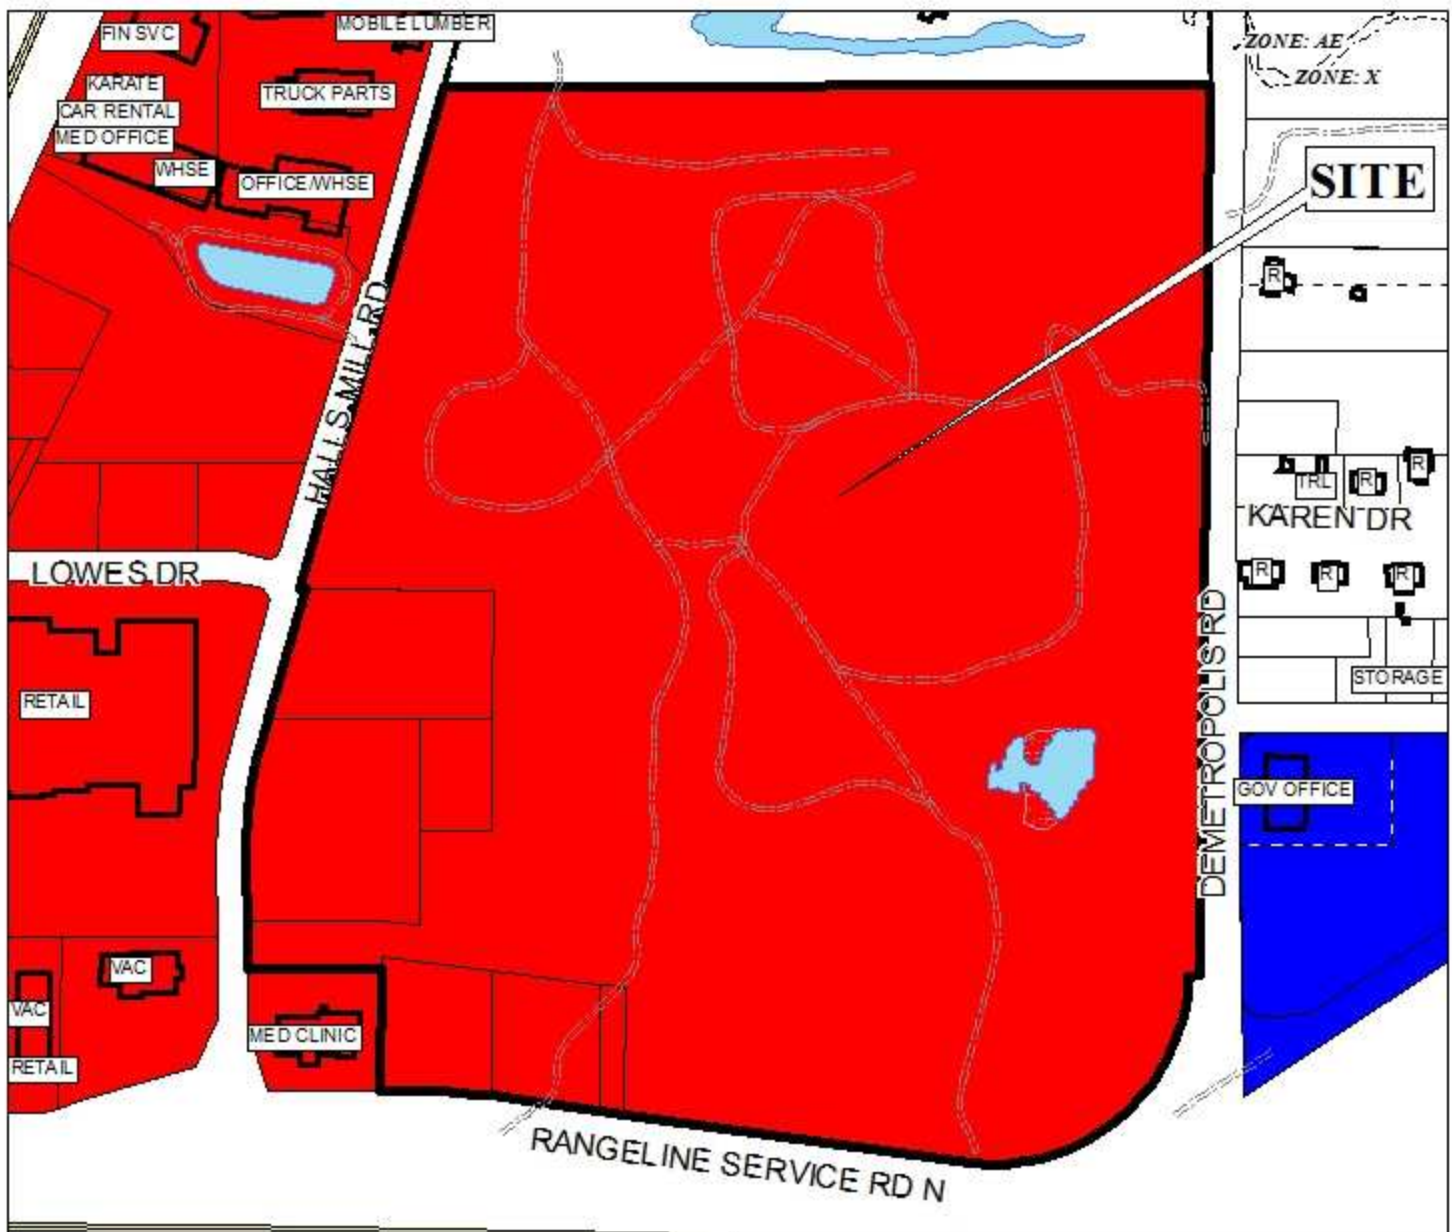 FIN SVC
MOBILE LUMBER
ZONE: AE
ZONE: X
KARATE
TRUCK PARTS
CAR RENTAL
MED OFFICE
WHSE
OFFICE/WHSE
SITE
R
HALLS MILL RD
R
TRL
R
KAREN DR
LOWES DR
R
R
R
DEMETROPOLIS RD
RETAIL
STORAGE
GOV OFFICE
VAC
VAC
MED CLINIC
RETAIL
RANGELINE SERVICE RD N